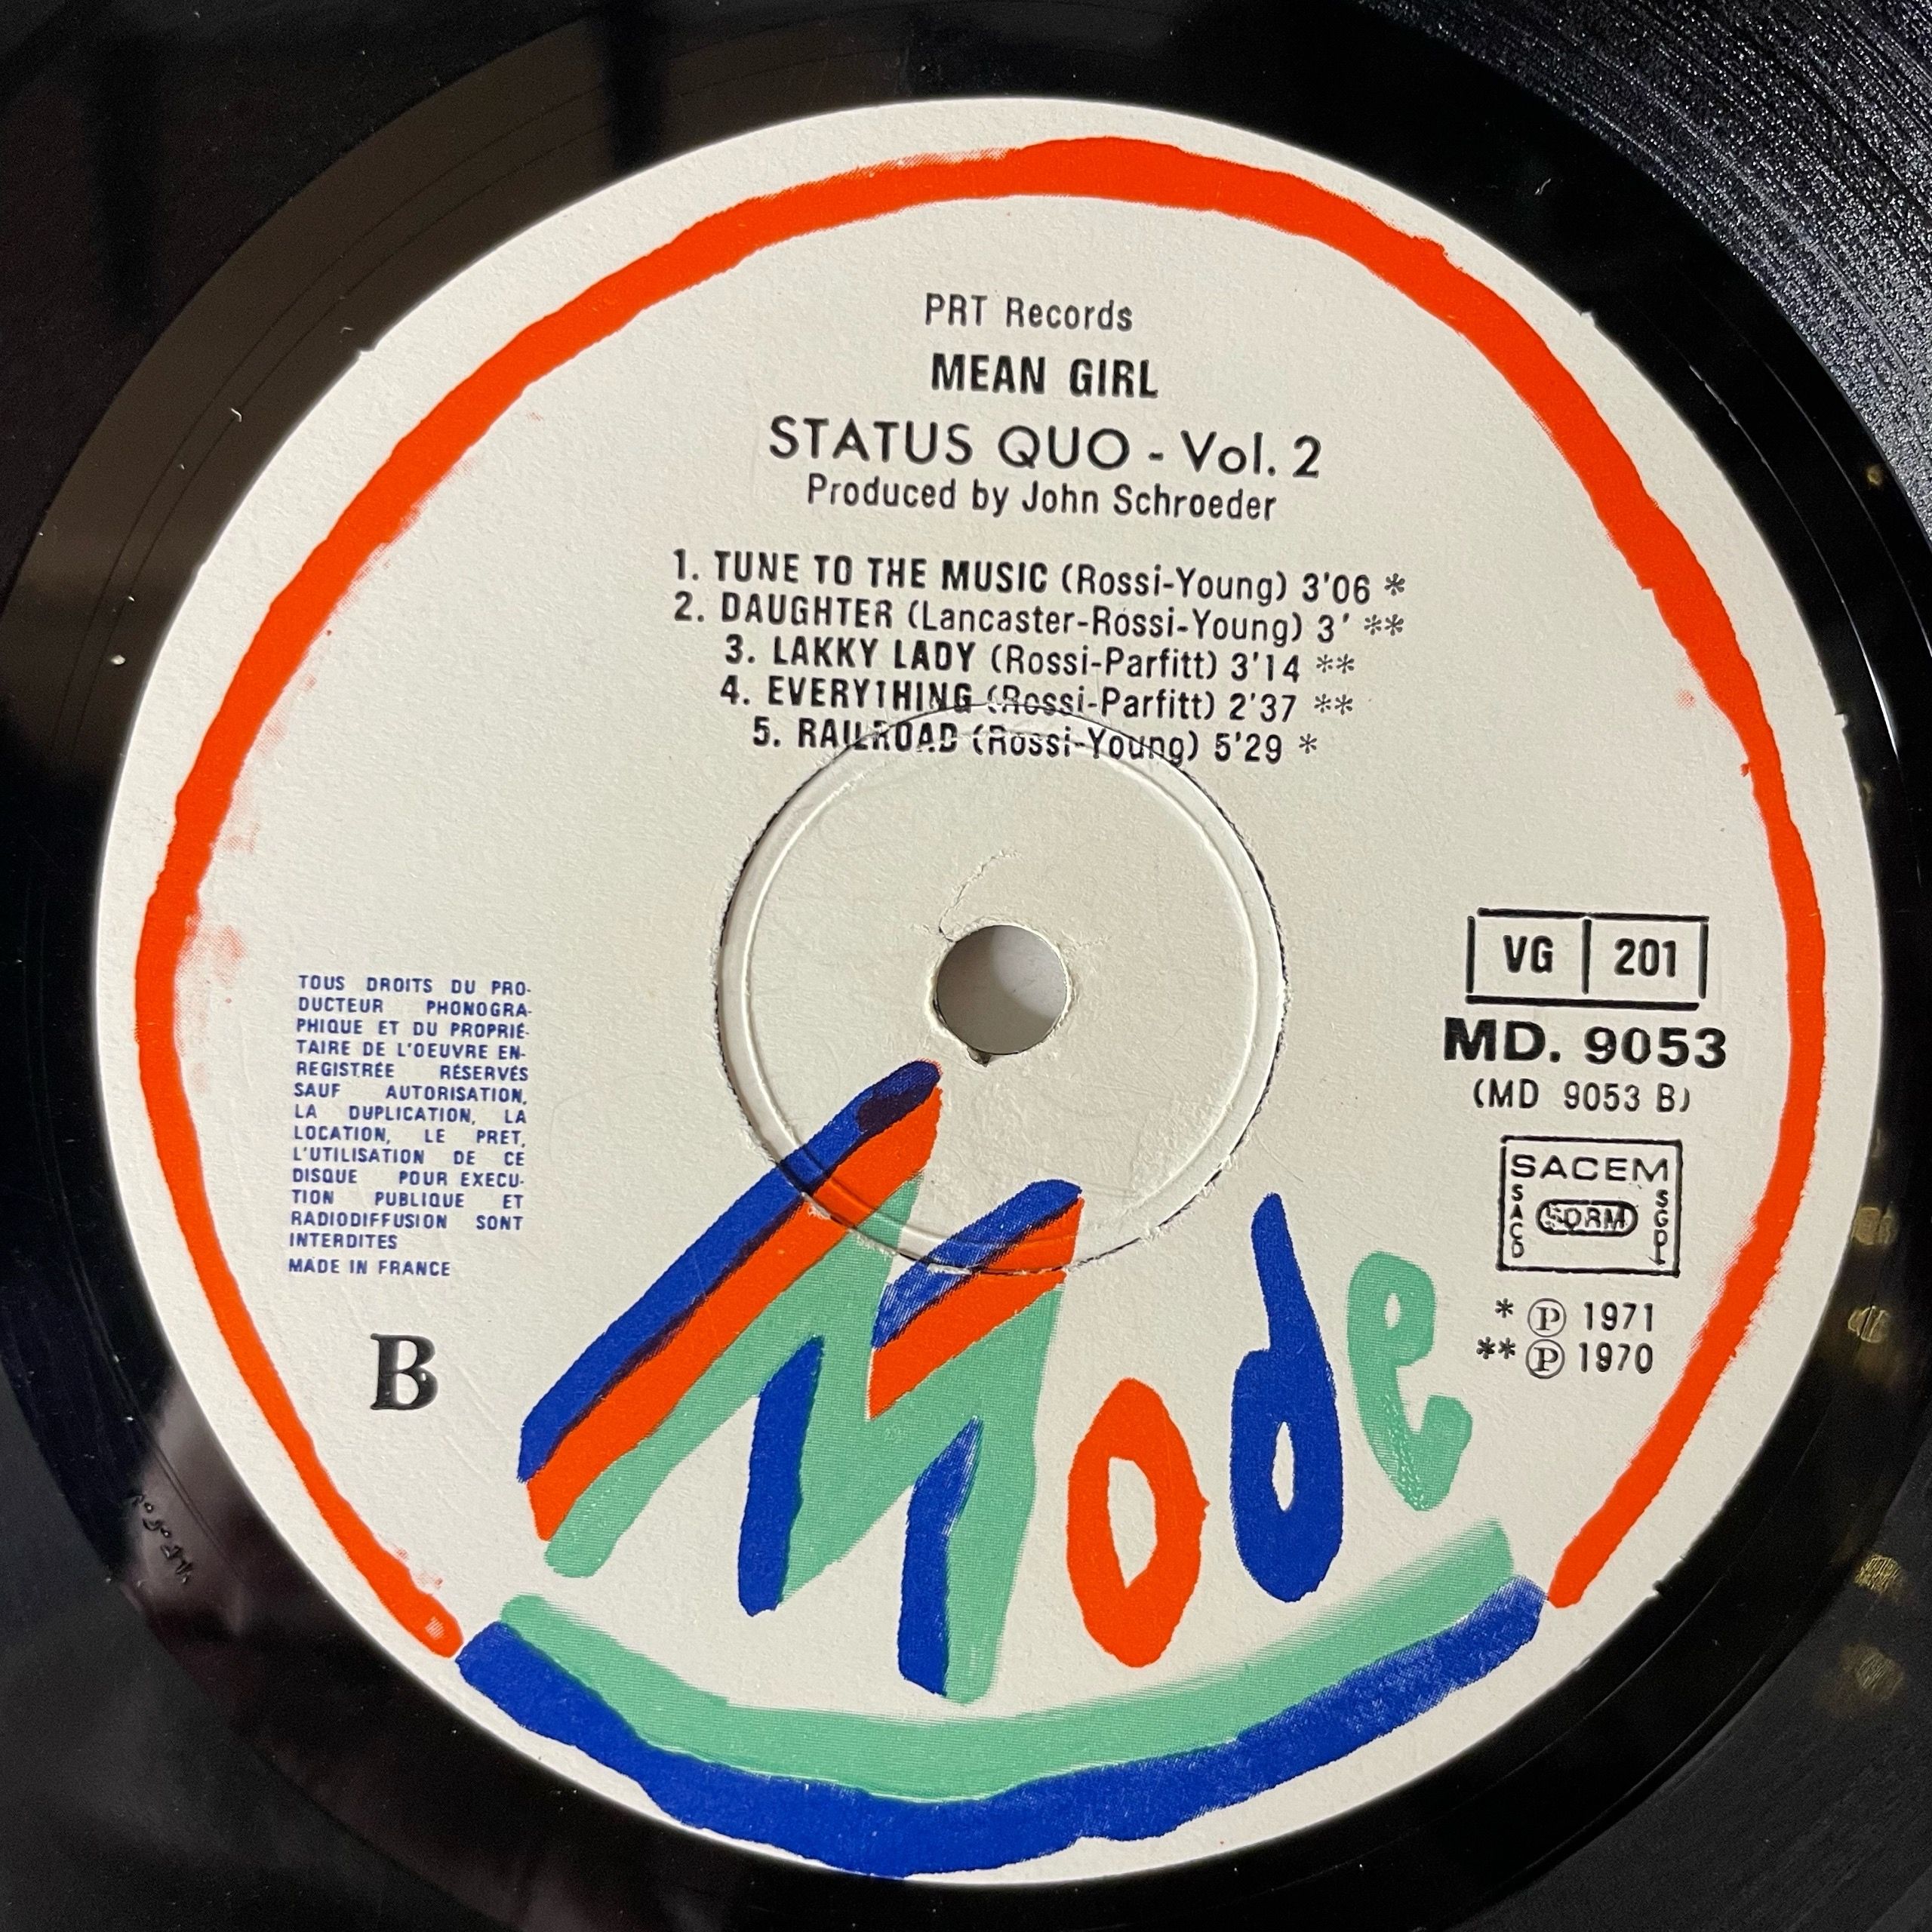 PRT Records
MEAN GIRL
STATUS QUO - Vol. 2
Produced by John Schroeder
1. TUNE TO THE MUSIC (Rossi-Young) 3'06 *
2. DAUGHTER (Lancaster-Rossi-Young) 3' **
3. LAKKY LADY (Rossi-Parfitt) 3'14 **
4. EVERY1HING (Rossi-Parfitt) 2'37 **
5. RAILROAD (Rossi-Young) 5'29 *
TOUS DROITS DU PRO-
DUCTEUR PHONOGRA-
PHIQUE ET DU PROPRIÉ-
TAIRE DE L'OEUVRE EN-
REGISTRÉE RÉSERVÉS
SAUF AUTORISATION,
LA DUPLICATION, LA
LOCATION, LE PRET,
L'UTILISATION DE CE
DISQUE POUR EXECU-
TION PUBLIQUE ET
RADIODIFFUSION SONT
INTERDITES
MADE IN FRANCE
B
VG 201
MD. 9053
(MD 9053 B)
SACEM
SACD
SDRM
SGDL
* Ⓟ 1971
** Ⓟ 1970
Mode